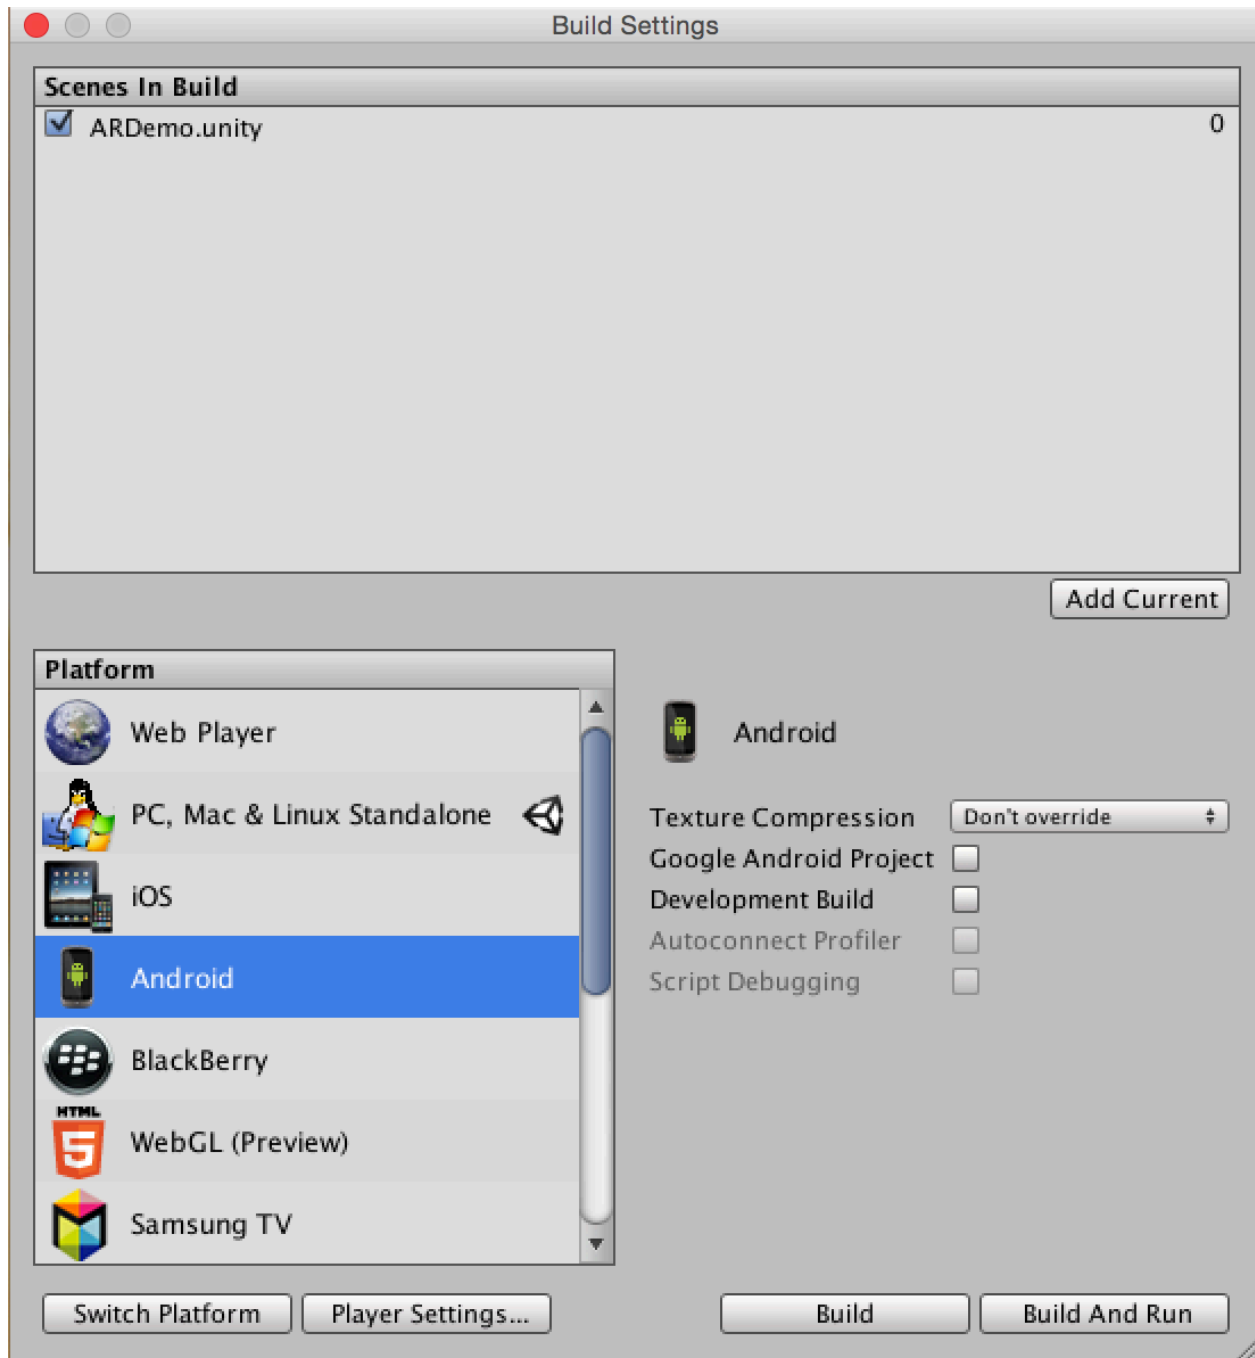 Build Settings
Scenes In Build
ARDemo.unity 0
Add Current
Platform
Web Player
PC, Mac & Linux Standalone
iOS
Android
BlackBerry
HTML
5
WebGL (Preview)
Samsung TV
Android
Texture Compression Don't override
Google Android Project
Development Build
Autoconnect Profiler
Script Debugging
Switch Platform Player Settings... Build Build And Run